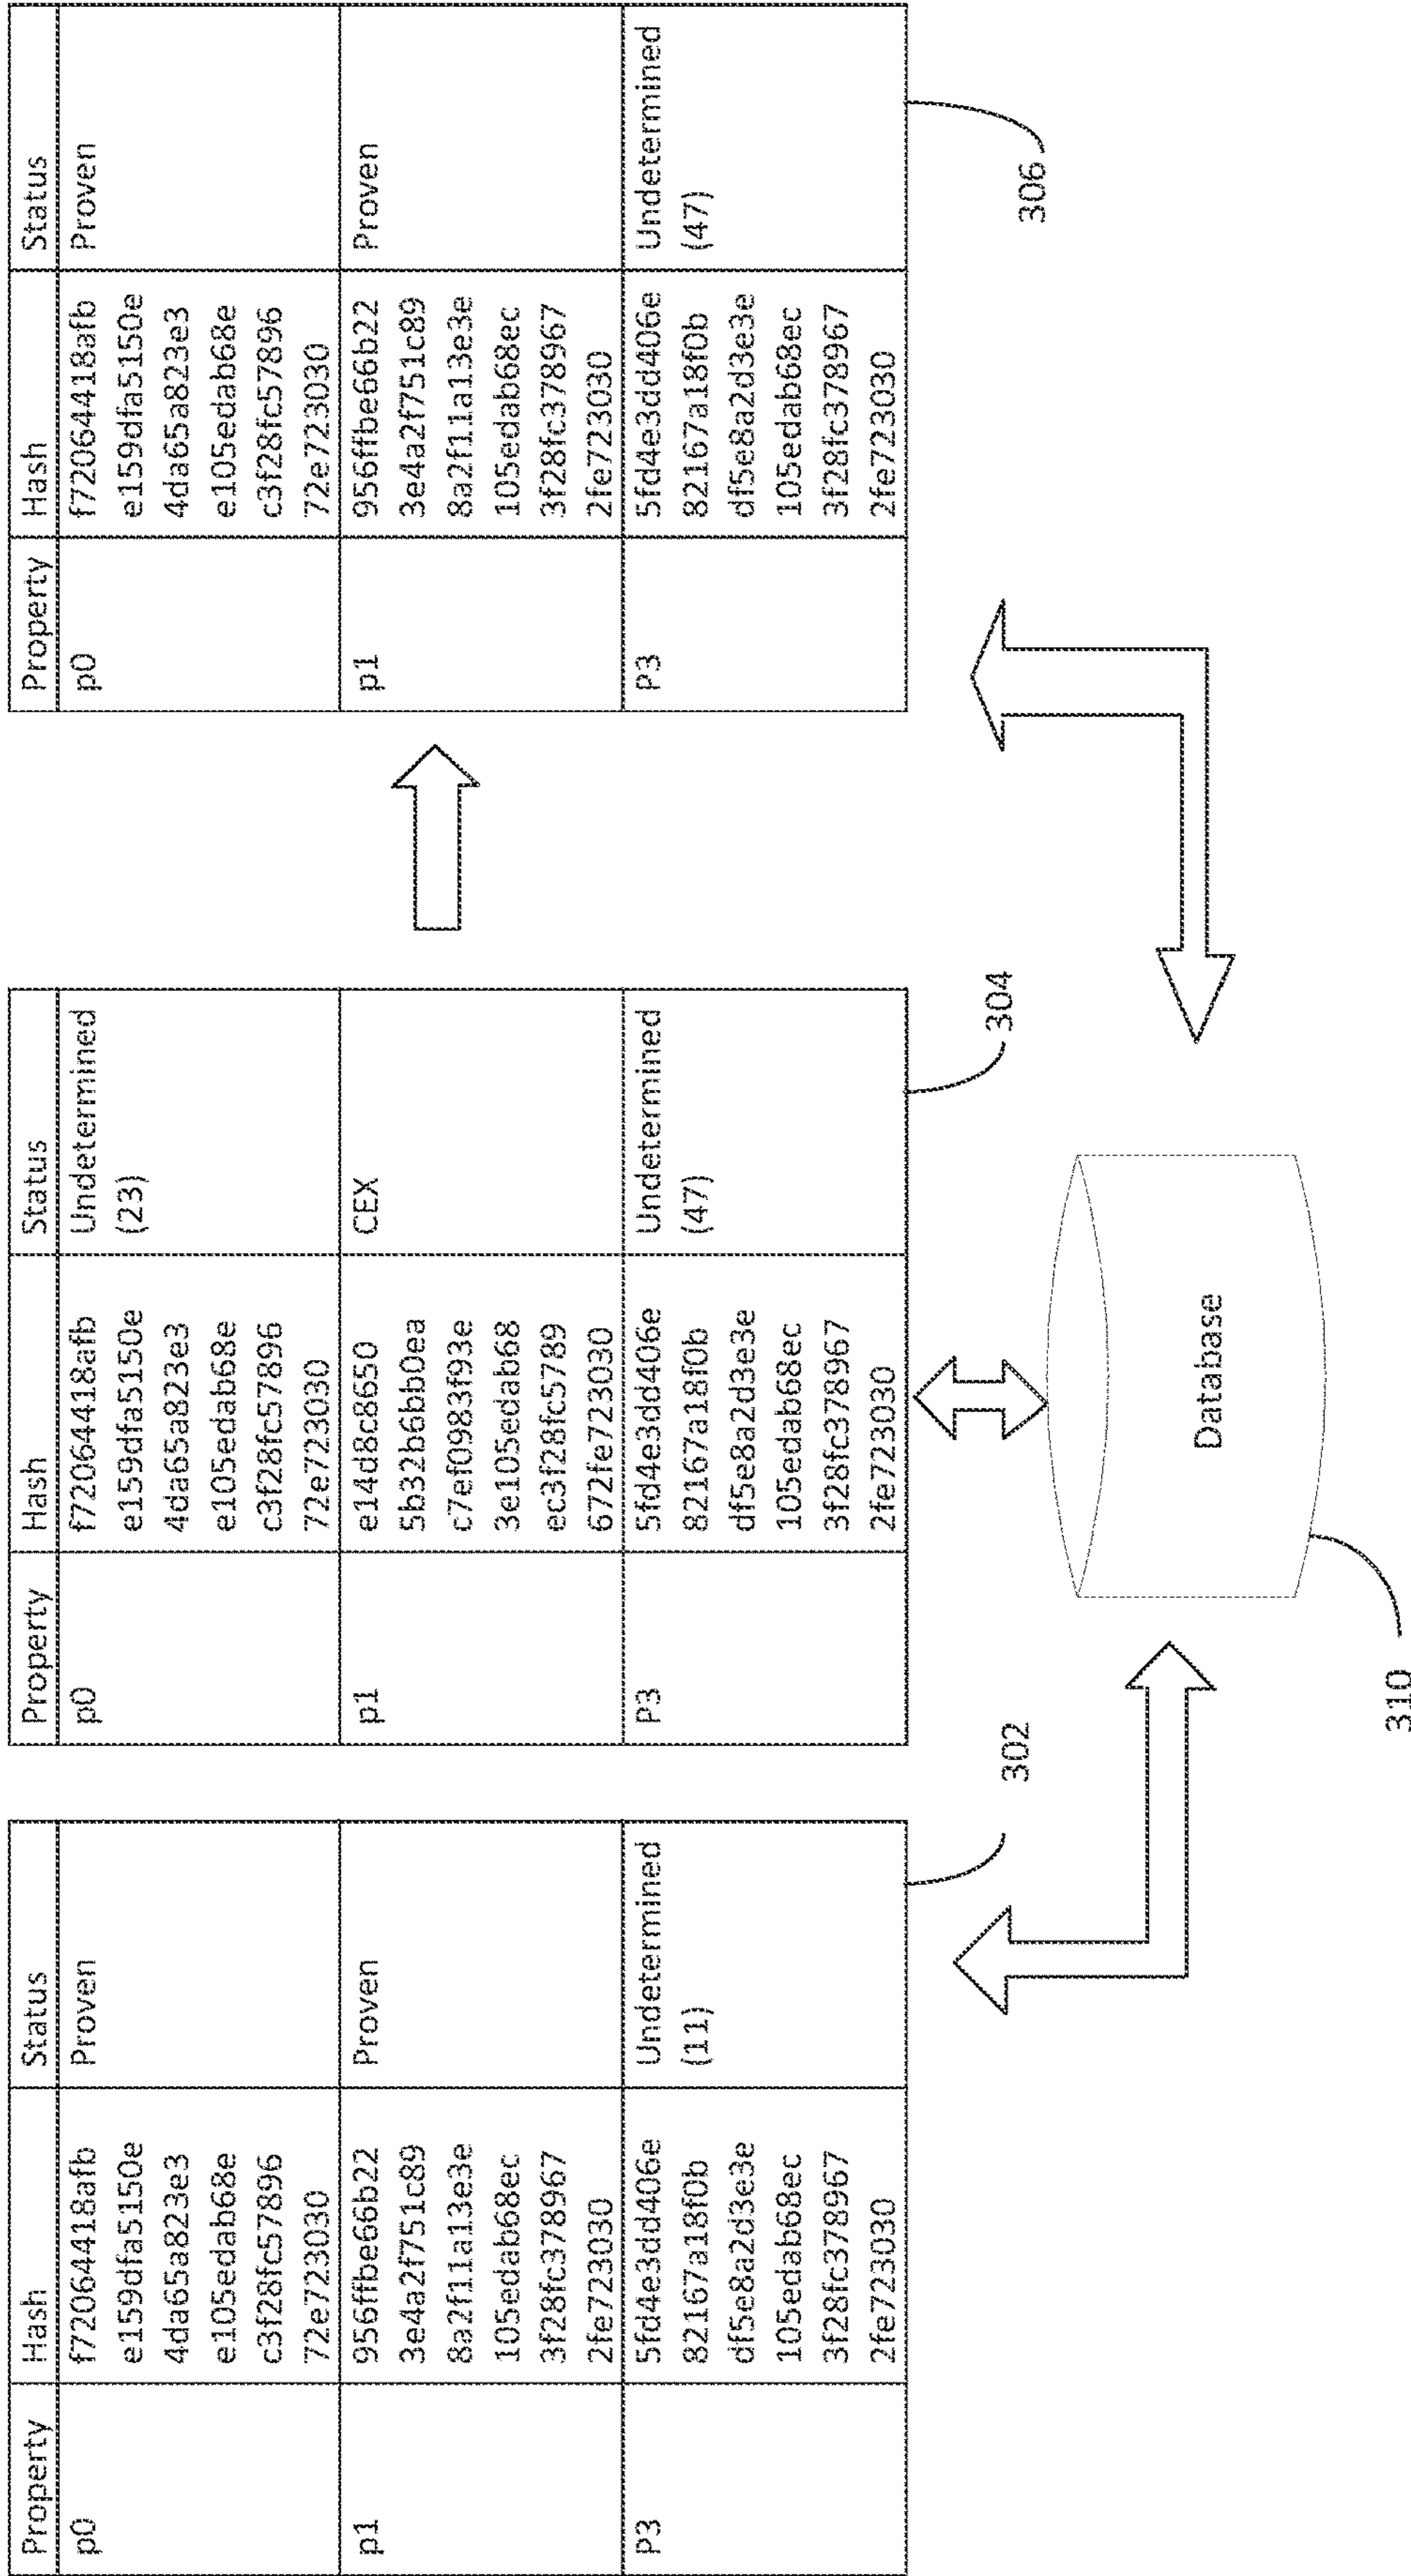 Property Hash Status
p0 f72064418afb Proven
e159dfa5150e
4da65a823e3
e105edab68e
c3f28fc57896
72e723030
p1 956ffbe66b22 Proven
3e4a2f751c89
8a2f11a13e3e
105edab68ec
3f28fc378967
2fe723030
P3 5fd4e3dd406e Undetermined
82167a18f0b (11)
df5e8a2d3e3e
105edab68ec
3f28fc378967
2fe723030
302
Property Hash Status
p0 f72064418afb Undetermined
e159dfa5150e (23)
4da65a823e3
e105edab68e
c3f28fc57896
72e723030
p1 e14d8c8650 CEX
5b32b6bb0ea
c7ef0983f93e
3e105edab68
ec3f28fc5789
672fe723030
P3 5fd4e3dd406e Undetermined
82167a18f0b (47)
df5e8a2d3e3e
105edab68ec
3f28fc378967
2fe723030
304
Property Hash Status
p0 f72064418afb Proven
e159dfa5150e
4da65a823e3
e105edab68e
c3f28fc57896
72e723030
p1 956ffbe66b22 Proven
3e4a2f751c89
8a2f11a13e3e
105edab68ec
3f28fc378967
2fe723030
P3 5fd4e3dd406e Undetermined
82167a18f0b (47)
df5e8a2d3e3e
105edab68ec
3f28fc378967
2fe723030
306
Database
310